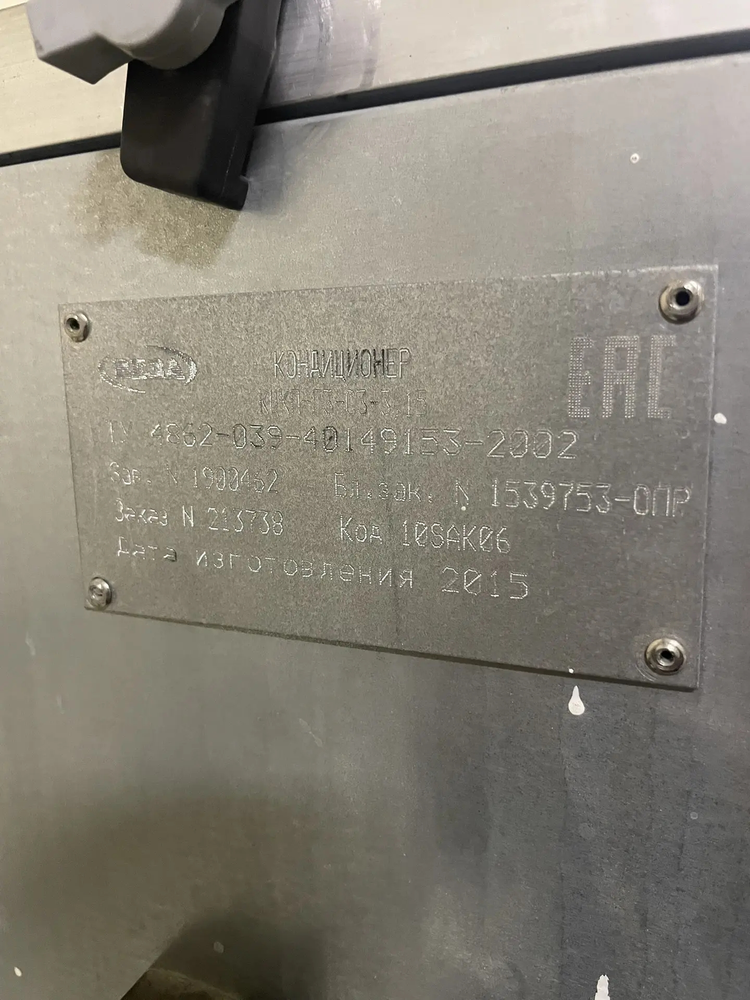 ВЕЗА
КОНДИЦИОНЕР
EAC
КЦКП-С3-С3-3,15
ТУ 4862-039-40149153-2002
Зав. N 1900462 Бл.зак. N 1539753-ОПР
Заказ N 213738 Код 10SAK06
Дата изготовления 2015